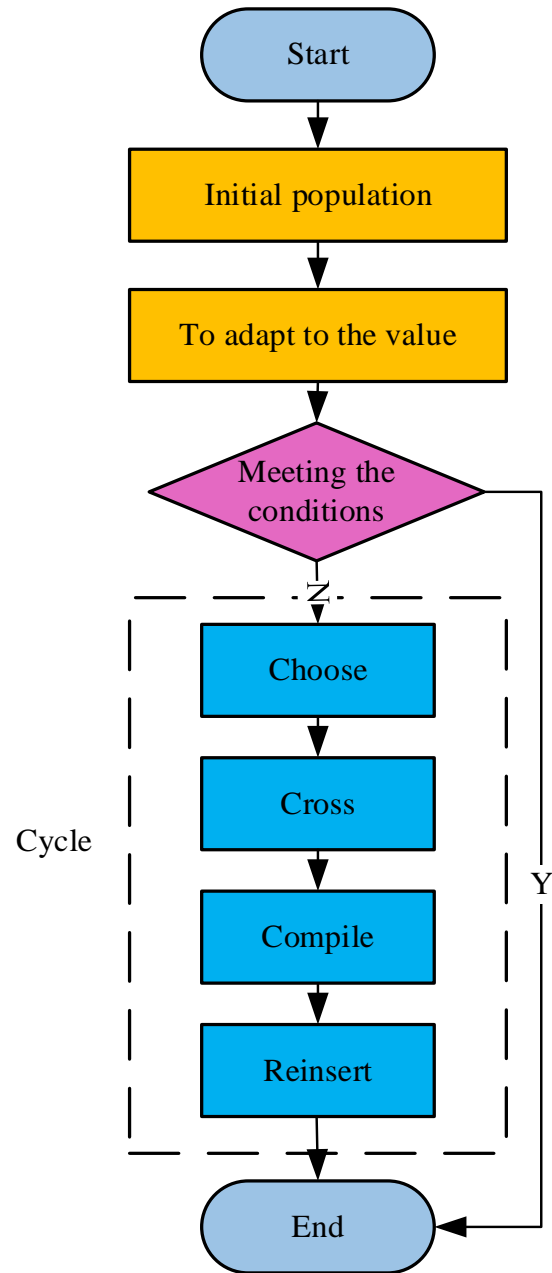 Start
Initial population
To adapt to the value
Meeting the
conditions
N
Choose
Cross
Cycle
Y
Compile
Reinsert
End